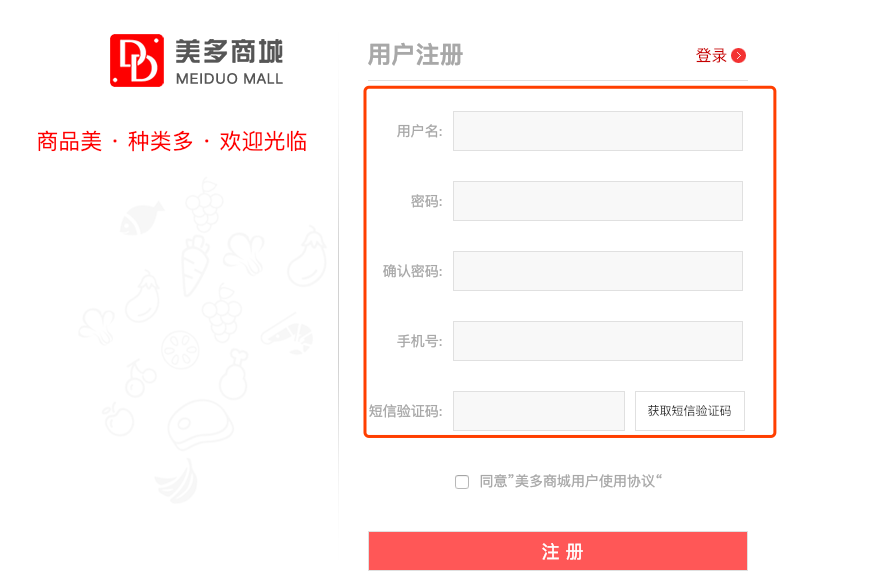 美多商城
MEIDUO MALL
商品美 · 种类多 · 欢迎光临
用户注册
登录
用户名:
密码:
确认密码:
手机号:
短信验证码:
获取短信验证码
同意”美多商城用户使用协议“
注 册